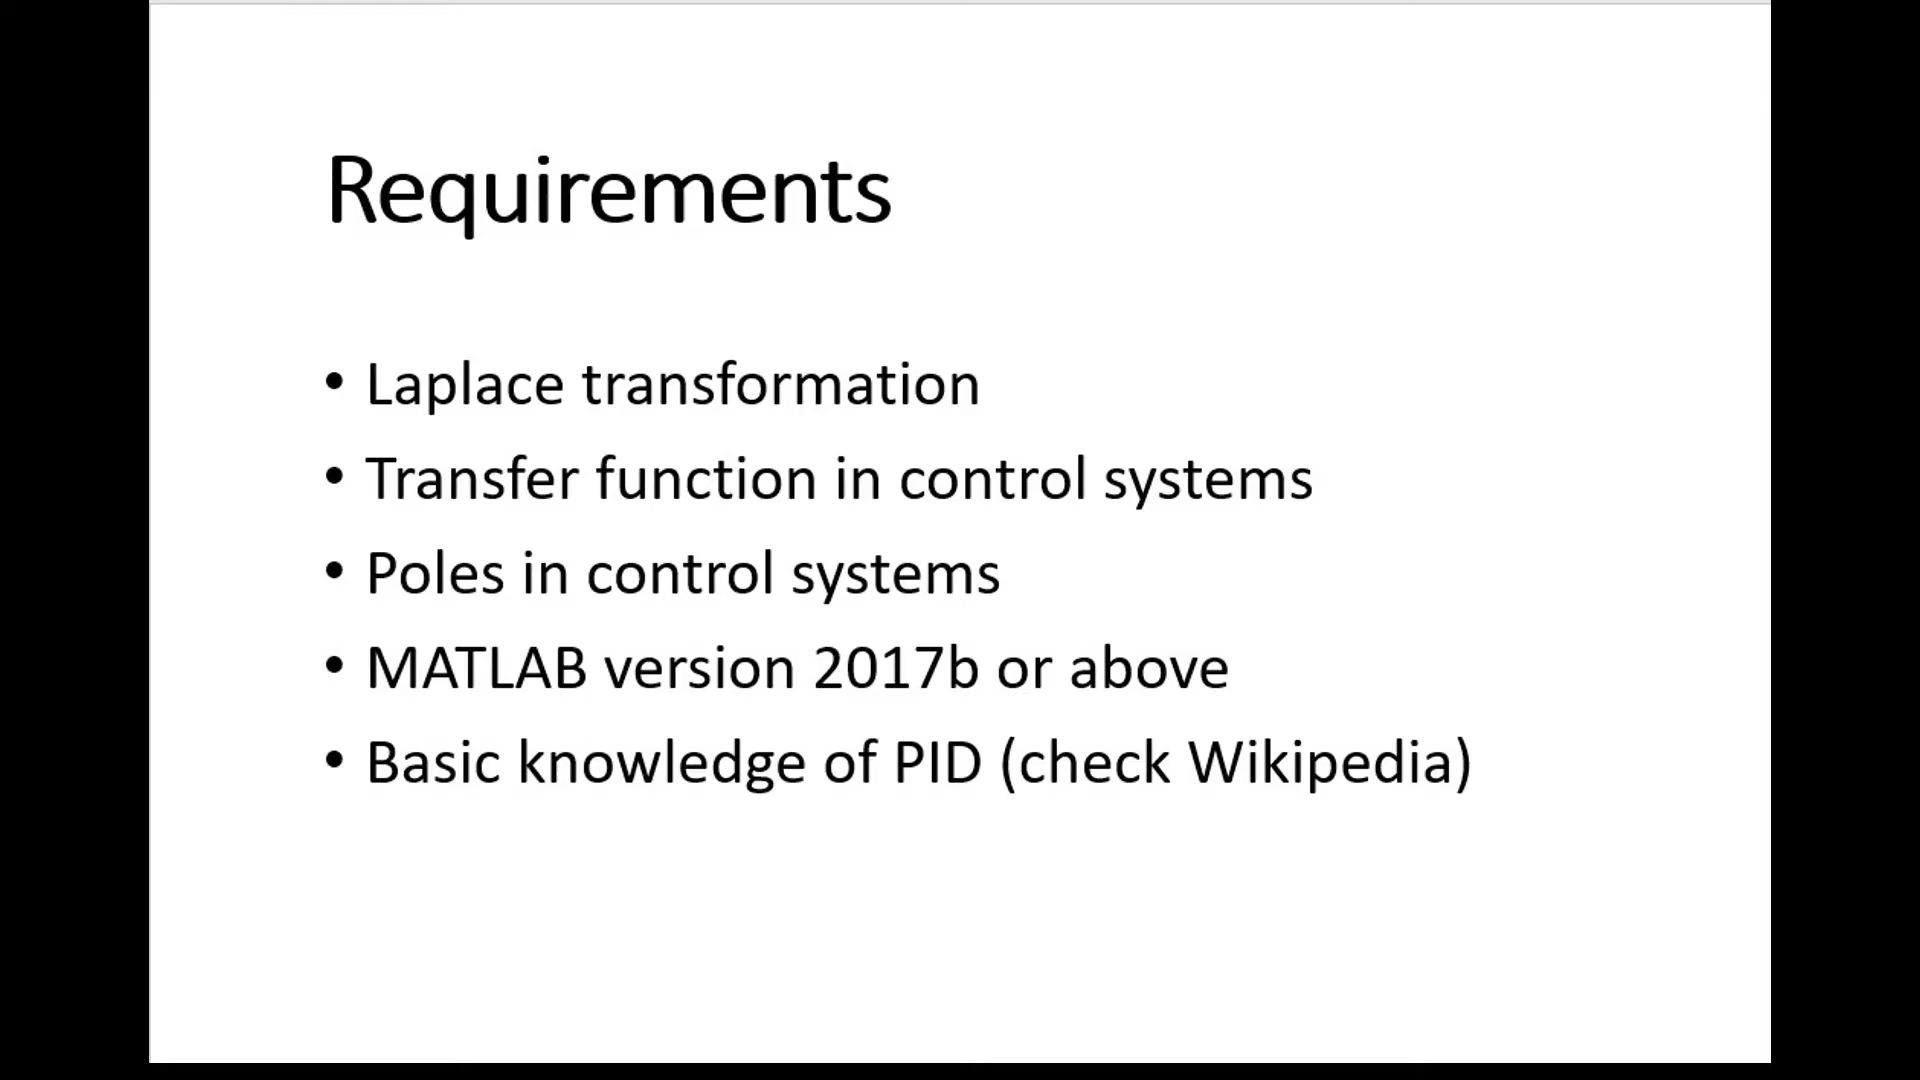 Requirements
• Laplace transformation
• Transfer function in control systems
• Poles in control systems
• MATLAB version 2017b or above
• Basic knowledge of PID (check Wikipedia)